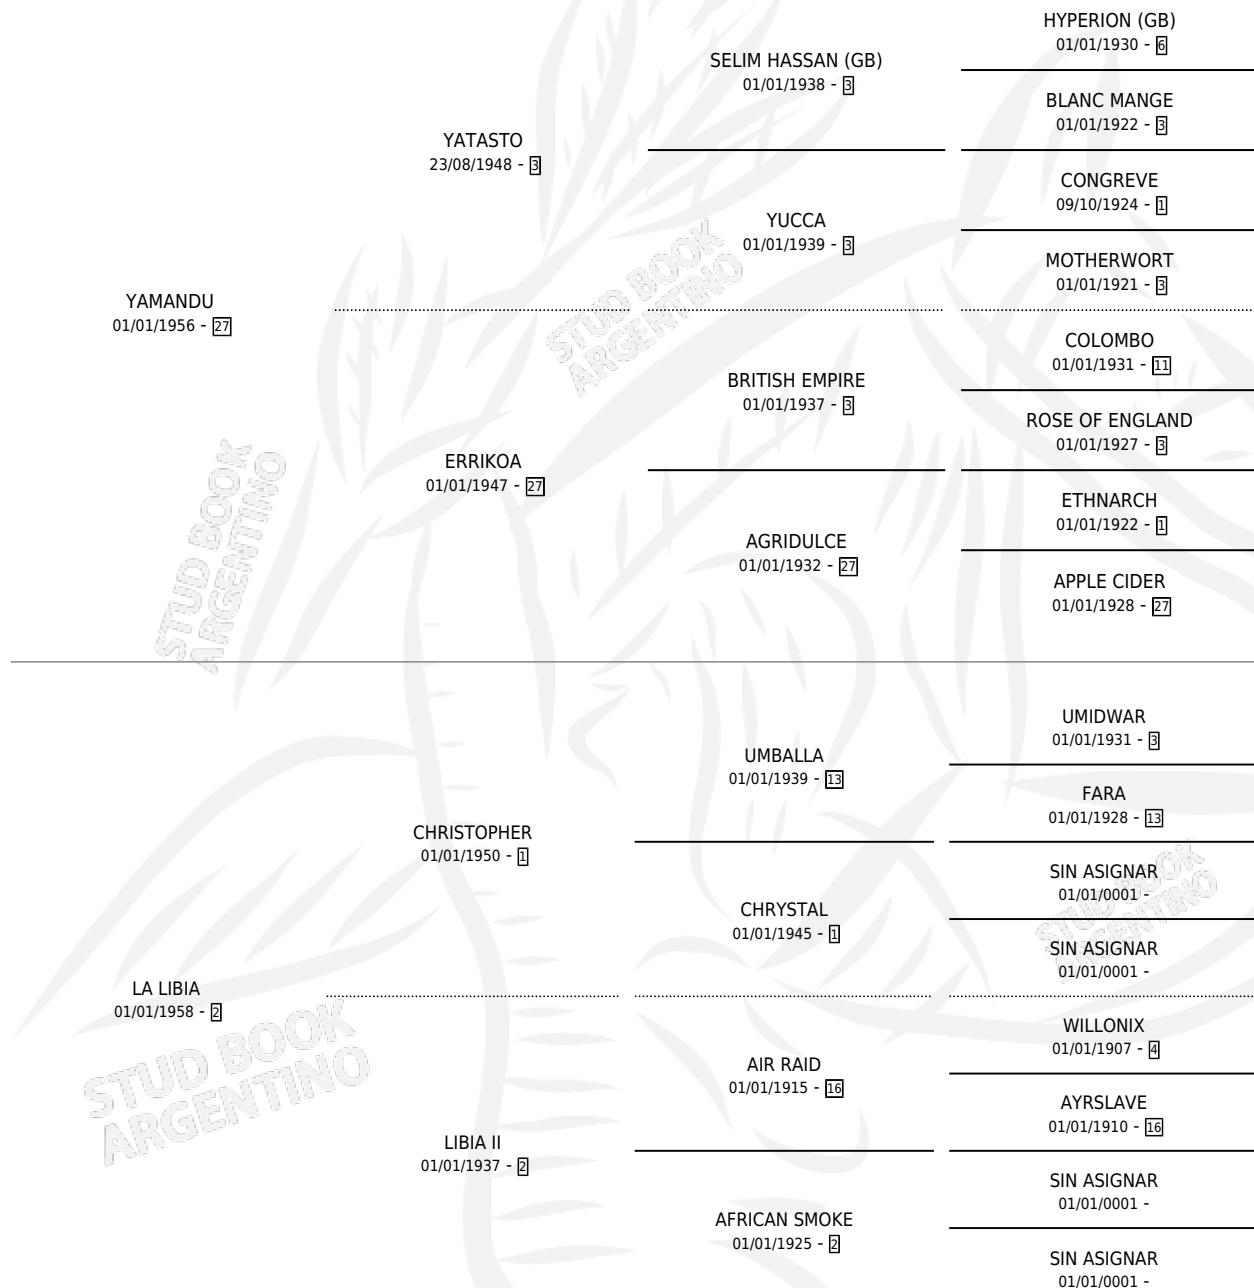 HYPERION (GB)
01/01/1930 - 6
SELIM HASSAN (GB)
01/01/1938 - 3
BLANC MANGE
01/01/1922 - 3
YATASTO
23/08/1948 - 3
CONGREVE
09/10/1924 - 1
YUCCA
01/01/1939 - 3
MOTHERWORT
01/01/1921 - 3
YAMANDU
01/01/1956 - 27
STUD BOOK
ARGENTINO
COLOMBO
01/01/1931 - 11
BRITISH EMPIRE
01/01/1937 - 3
ROSE OF ENGLAND
01/01/1927 - 3
ERRIKOA
01/01/1947 - 27
ETHNARCH
01/01/1922 - 1
AGRIDULCE
01/01/1932 - 27
APPLE CIDER
01/01/1928 - 27
STUD BOOK
ARGENTINO
UMIDWAR
01/01/1931 - 3
UMBALLA
01/01/1939 - 13
FARA
01/01/1928 - 13
CHRISTOPHER
01/01/1950 - 1
SIN ASIGNAR
01/01/0001 -
CHRYSTAL
01/01/1945 - 1
SIN ASIGNAR
01/01/0001 -
STUD BOOK
ARGENTINO
LA LIBIA
01/01/1958 - 2
WILLONIX
01/01/1907 - 4
AIR RAID
01/01/1915 - 16
AYRSLAVE
01/01/1910 - 16
STUD BOOK
ARGENTINO
LIBIA II
01/01/1937 - 2
SIN ASIGNAR
01/01/0001 -
AFRICAN SMOKE
01/01/1925 - 2
SIN ASIGNAR
01/01/0001 -